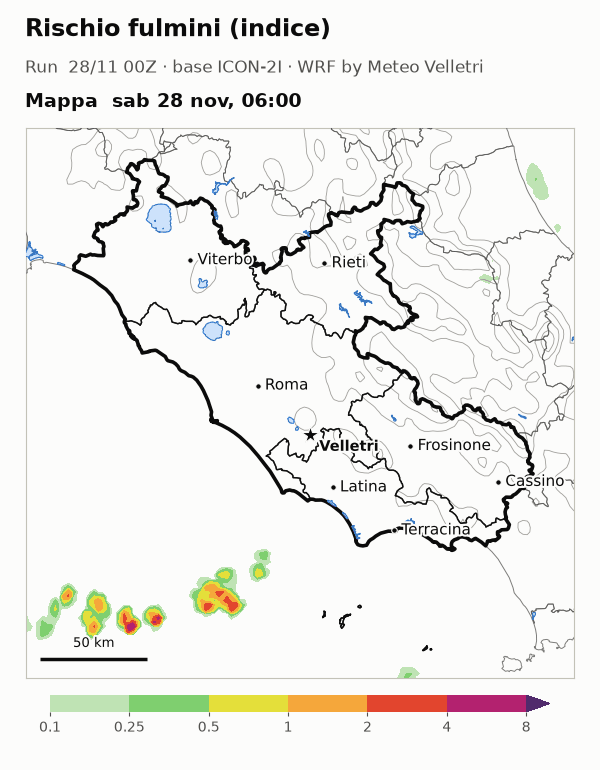 Rischio fulmini (indice)
Run  28/11 00Z · base ICON-2I · WRF by Meteo Velletri
Mappa  sab 28 nov, 06:00
Viterbo
Rieti
Roma
Velletri
Frosinone
Latina
Cassino
Terracina
50 km
0.1 0.25 0.5 1 2 4 8